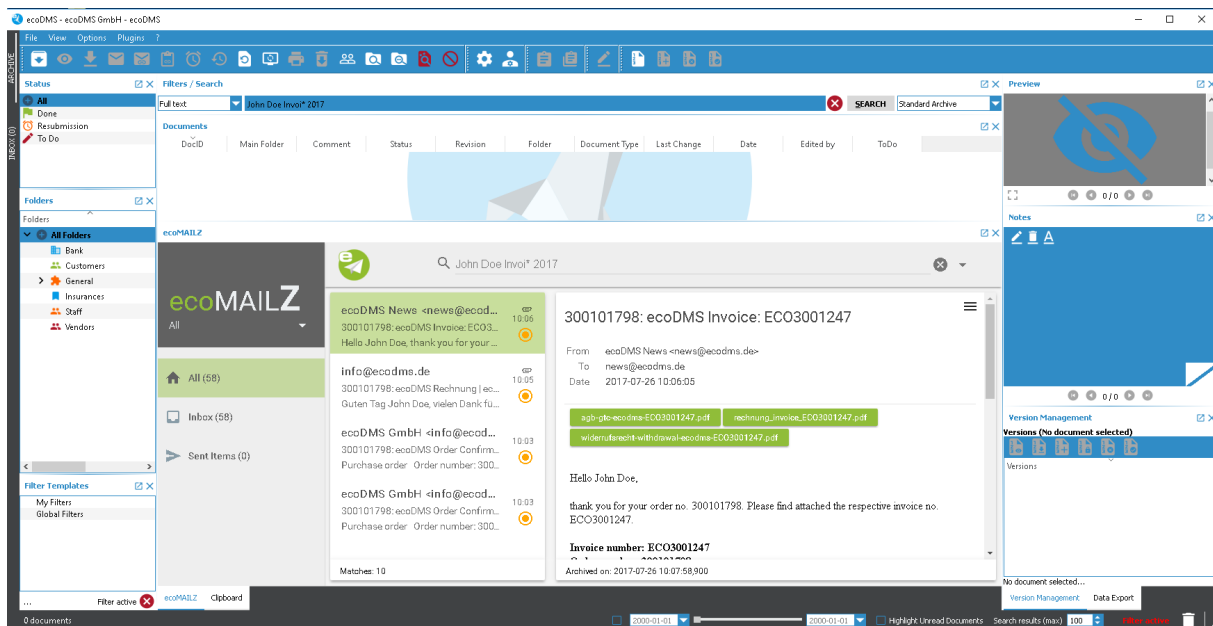 ecoDMS - ecoDMS GmbH - ecoDMS
File View Options Plugins ?
ARCHIVE
INBOX (0)
Status
All
Done
Resubmission
To Do
Folders
Folders
All Folders
Bank
Customers
General
Insurances
Staff
Vendors
Filter Templates
My Filters
Global Filters
... Filter active
0 documents
Filters / Search
Full text John Doe Invoi* 2017 SEARCH Standard Archive
Documents
DocID Main Folder Comment Status Revision Folder Document Type Last Change Date Edited by ToDo
ecoMAILZ
ecoMAILZ
All
All (58)
Inbox (58)
Sent Items (0)
e
John Doe Invoi* 2017
ecoDMS News <news@ecod...
10:06
300101798: ecoDMS Invoice: ECO3...
Hello John Doe, thank you for your ...
info@ecodms.de
10:05
300101798: ecoDMS Rechnung | ec...
Guten Tag John Doe, vielen Dank fü...
ecoDMS GmbH <info@ecod...
10:03
300101798: ecoDMS Order Confirm...
Purchase order Order number: 300...
ecoDMS GmbH <info@ecod...
10:03
300101798: ecoDMS Order Confirm...
Purchase order Order number: 300...
Matches: 10
300101798: ecoDMS Invoice: ECO3001247
From ecoDMS News <news@ecodms.de>
To news@ecodms.de
Date 2017-07-26 10:06:05
agb-gtc-ecodms-ECO3001247.pdf rechnung_invoice_ECO3001247.pdf
widerrufsrecht-withdrawal-ecodms-ECO3001247.pdf
Hello John Doe,
thank you for your order no. 300101798. Please find attached the respective invoice no.
ECO3001247.
Invoice number: ECO3001247
Archived on: 2017-07-26 10:07:58,900
ecoMAILZ Clipboard
Preview
0/0
Notes
A
0/0
Version Management
Versions (No document selected)
Versions
No document selected...
Version Management Data Export
2000-01-01 2000-01-01 Highlight Unread Documents Search results (max) 100 Filter active